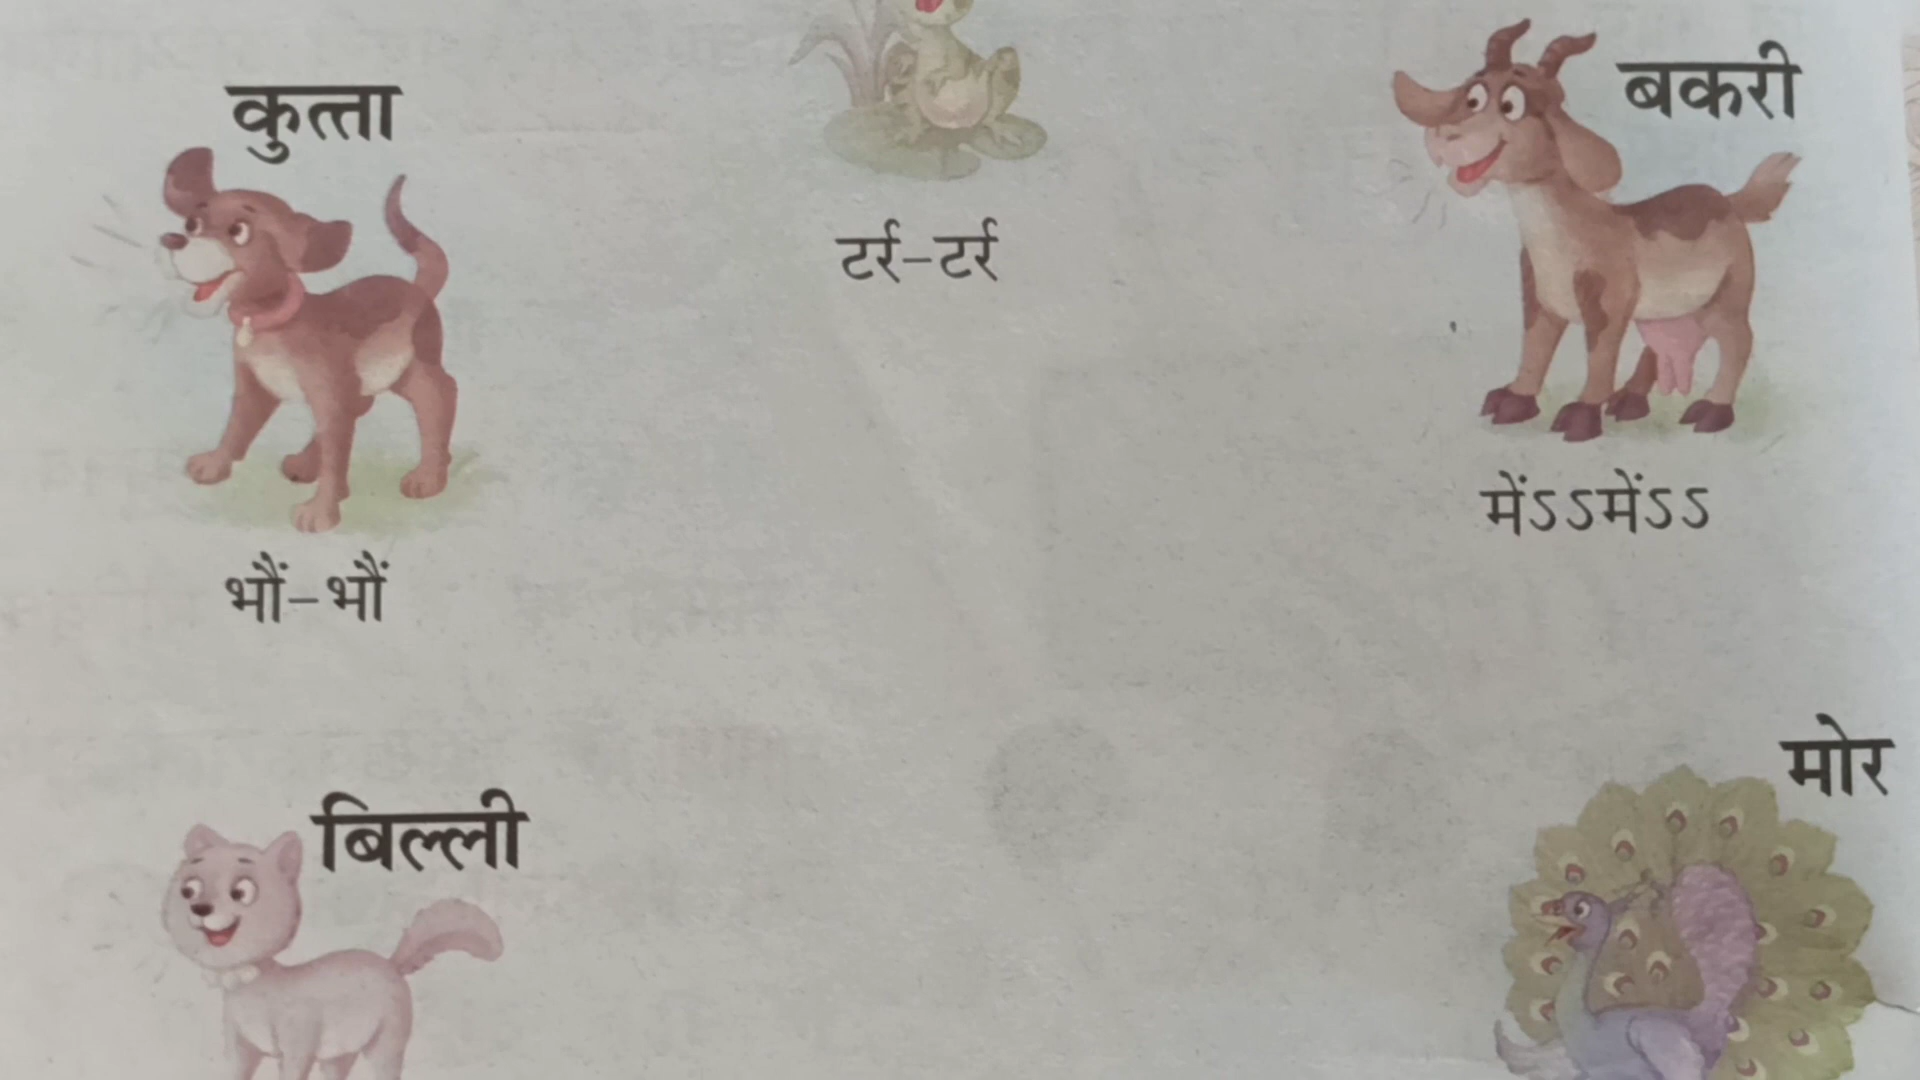 कुत्ता
बकरी
टर्र-टर्र
मेंऽऽमेंऽऽ
भौं-भौं
मोर
बिल्ली